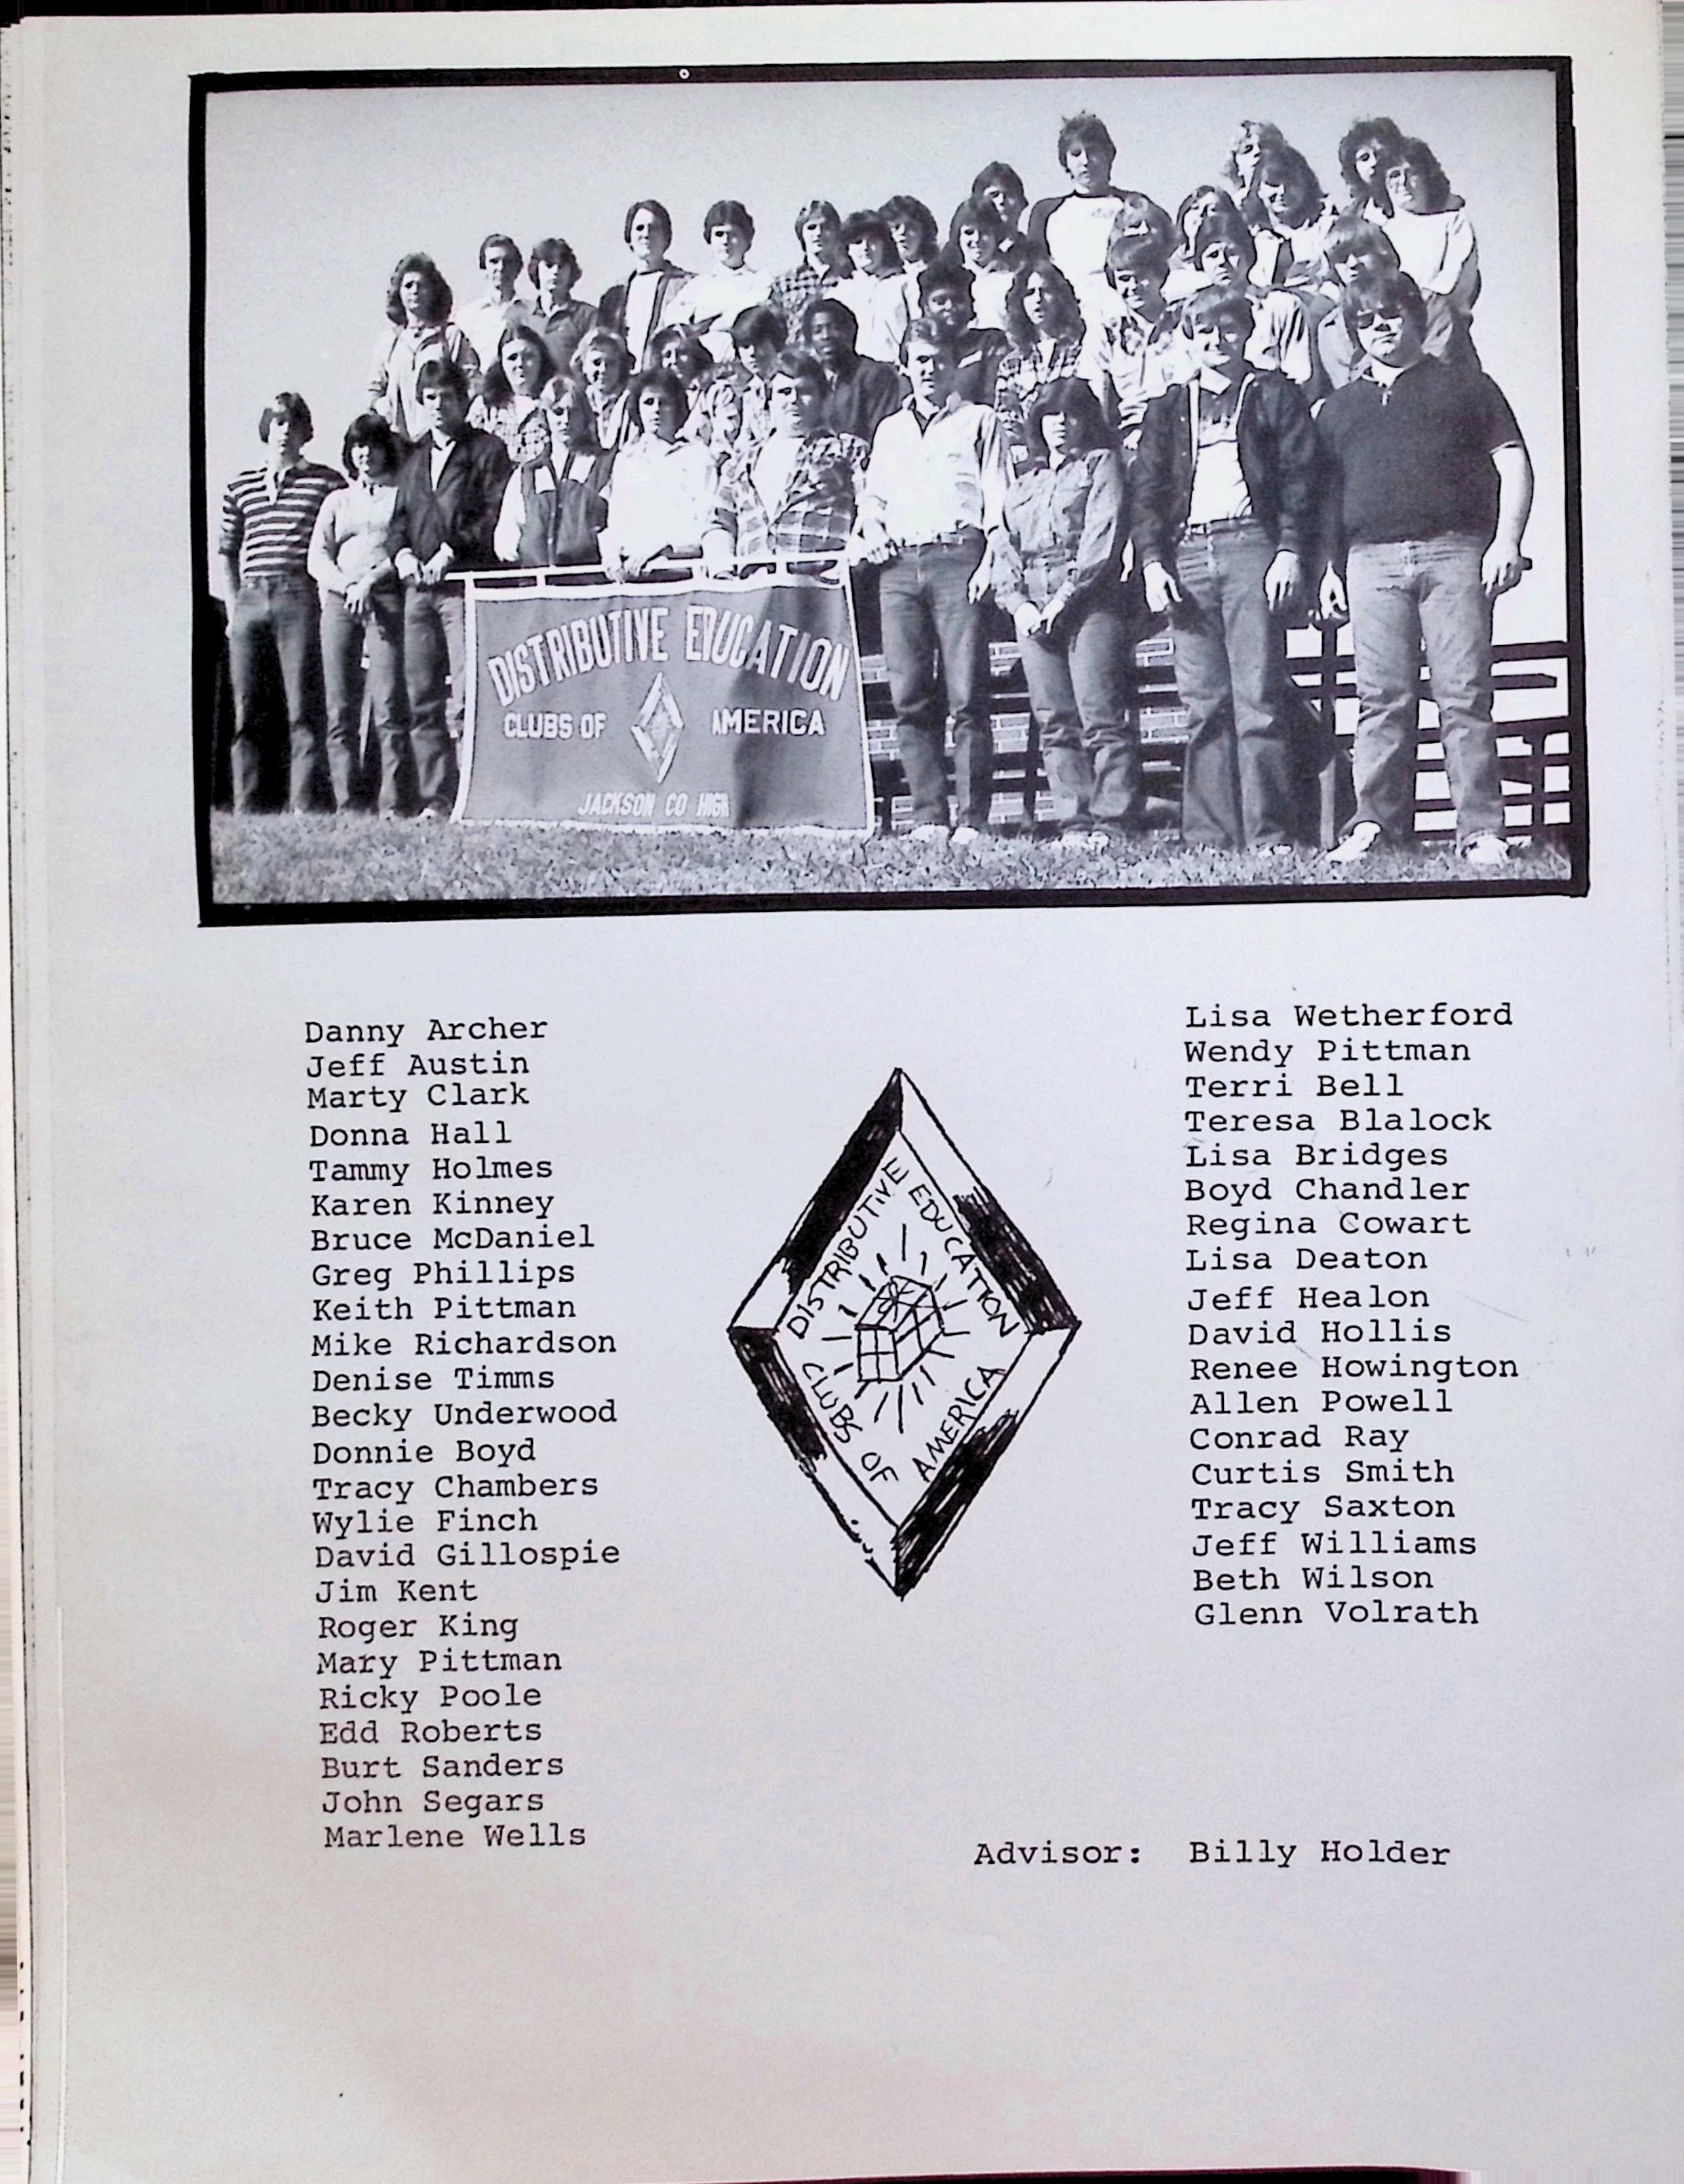 DISTRIBUTIVE EDUCATION
CLUBS OF AMERICA
JACKSON CO HIGH
Danny Archer
Jeff Austin
Marty Clark
Donna Hall
Tammy Holmes
Karen Kinney
Bruce McDaniel
Greg Phillips
Keith Pittman
Mike Richardson
Denise Timms
Becky Underwood
Donnie Boyd
Tracy Chambers
Wylie Finch
David Gillospie
Jim Kent
Roger King
Mary Pittman
Ricky Poole
Edd Roberts
Burt Sanders
John Segars
Marlene Wells
DISTRIBUTIVE EDUCATION
CLUBS OF AMERICA
Lisa Wetherford
Wendy Pittman
Terri Bell
Teresa Blalock
Lisa Bridges
Boyd Chandler
Regina Cowart
Lisa Deaton
Jeff Healon
David Hollis
Renee Howington
Allen Powell
Conrad Ray
Curtis Smith
Tracy Saxton
Jeff Williams
Beth Wilson
Glenn Volrath
Advisor: Billy Holder